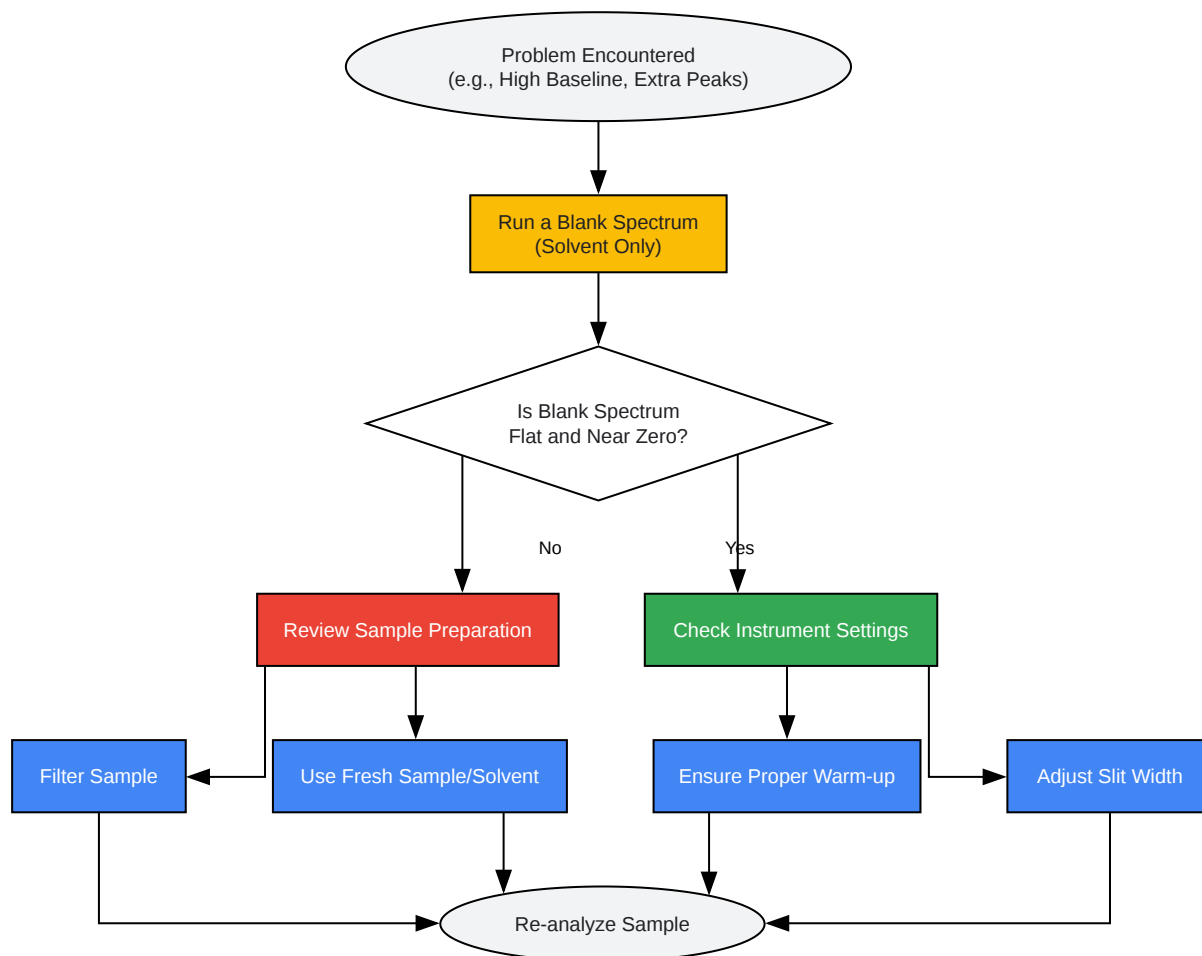 Problem Encountered
(e.g., High Baseline, Extra Peaks)
Run a Blank Spectrum
(Solvent Only)
Is Blank Spectrum
Flat and Near Zero?
No
Yes
Review Sample Preparation
Check Instrument Settings
Filter Sample
Use Fresh Sample/Solvent
Ensure Proper Warm-up
Adjust Slit Width
Re-analyze Sample